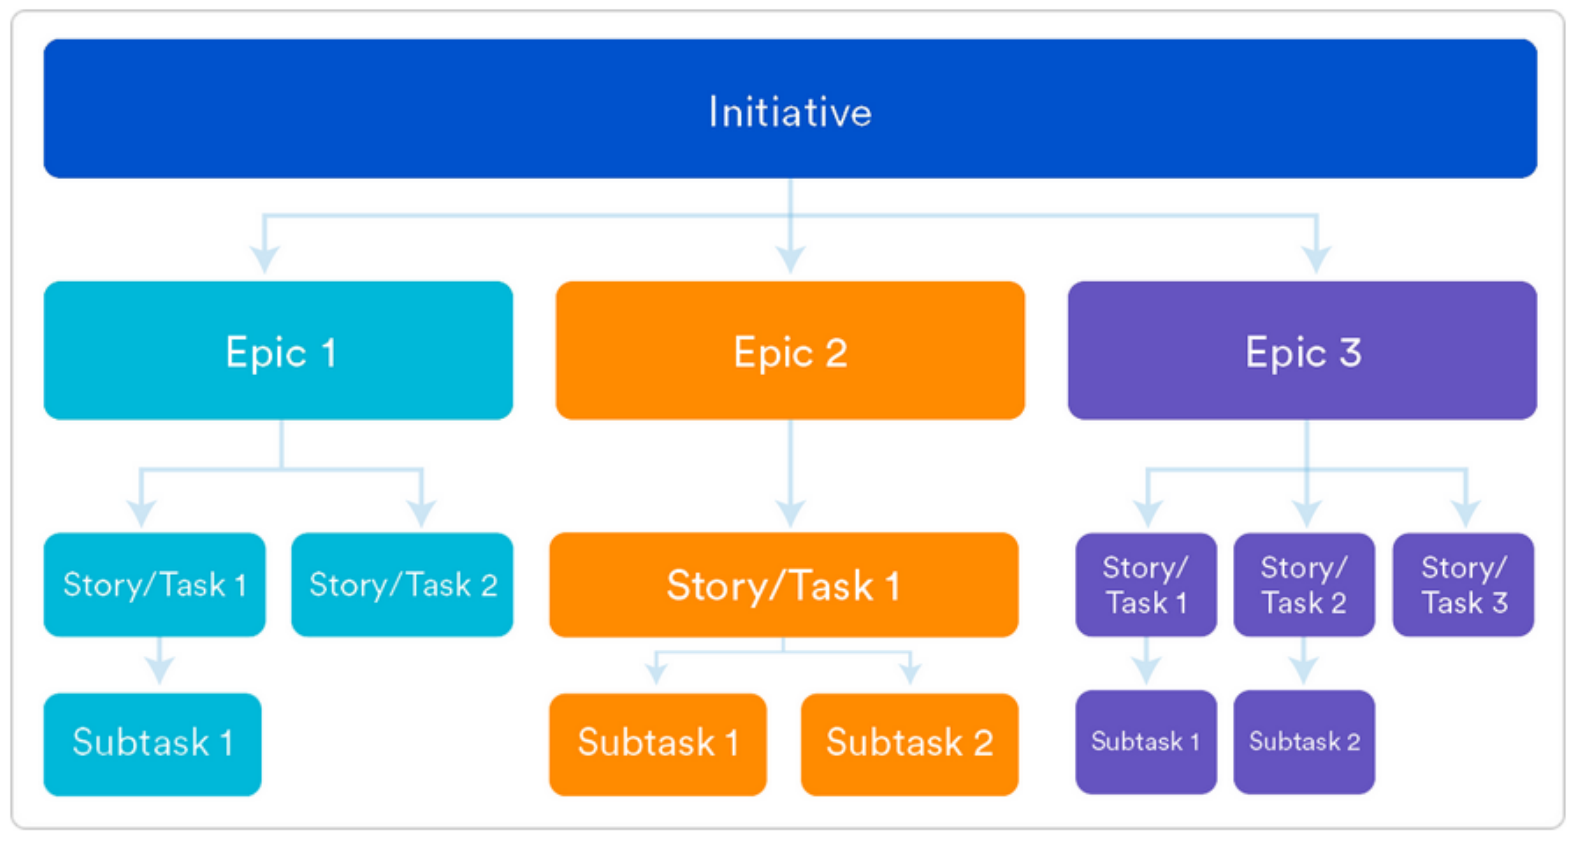 Initiative
Epic 1
Epic 2
Epic 3
Story/Task 1
Story/Task 2
Story/Task 1
Story/
Task 1
Story/
Task 2
Story/
Task 3
Subtask 1
Subtask 1
Subtask 2
Subtask 1
Subtask 2